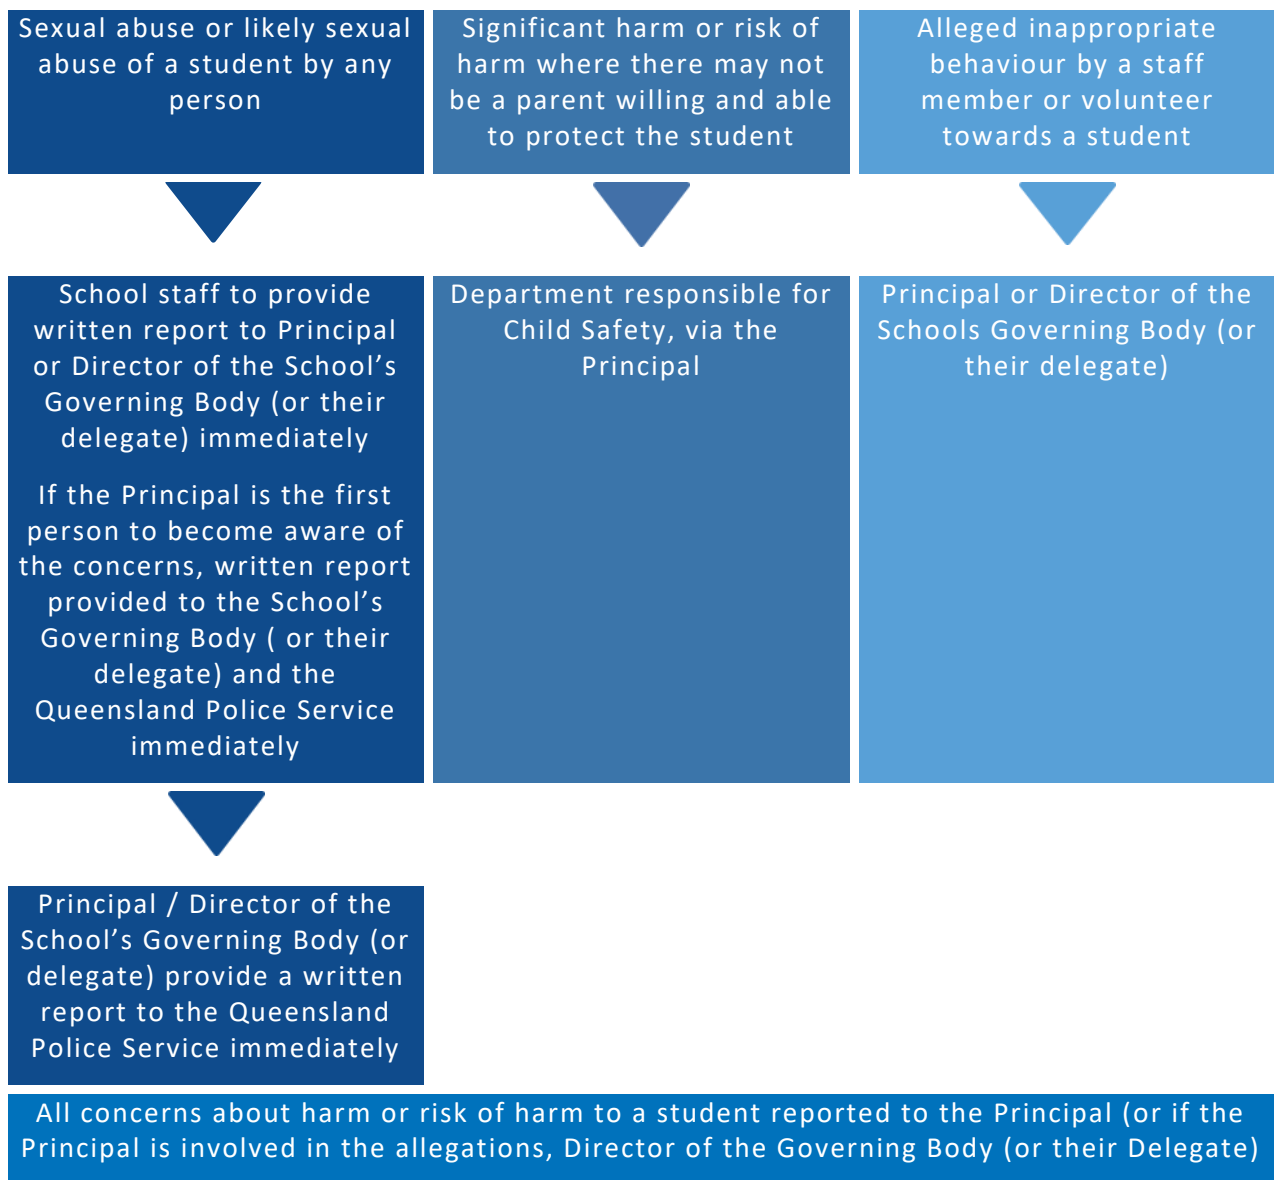 Sexual abuse or likely sexual
abuse of a student by any
person
Significant harm or risk of
harm where there may not
be a parent willing and able
to protect the student
Alleged inappropriate
behaviour by a staff
member or volunteer
towards a student
School staff to provide
written report to Principal
or Director of the School’s
Governing Body (or their
delegate) immediately
If the Principal is the first
person to become aware of
the concerns, written report
provided to the School’s
Governing Body ( or their
delegate) and the
Queensland Police Service
immediately
Department responsible for
Child Safety, via the
Principal
Principal or Director of the
Schools Governing Body (or
their delegate)
Principal / Director of the
School’s Governing Body (or
delegate) provide a written
report to the Queensland
Police Service immediately
All concerns about harm or risk of harm to a student reported to the Principal (or if the
Principal is involved in the allegations, Director of the Governing Body (or their Delegate)